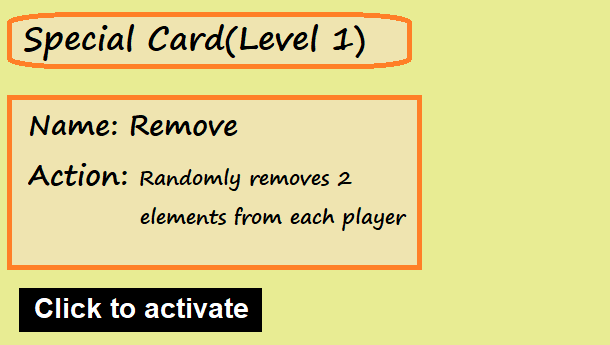 Special Card(Level 1)
Name: Remove
Action: Randomly removes 2
elements from each player
Click to activate